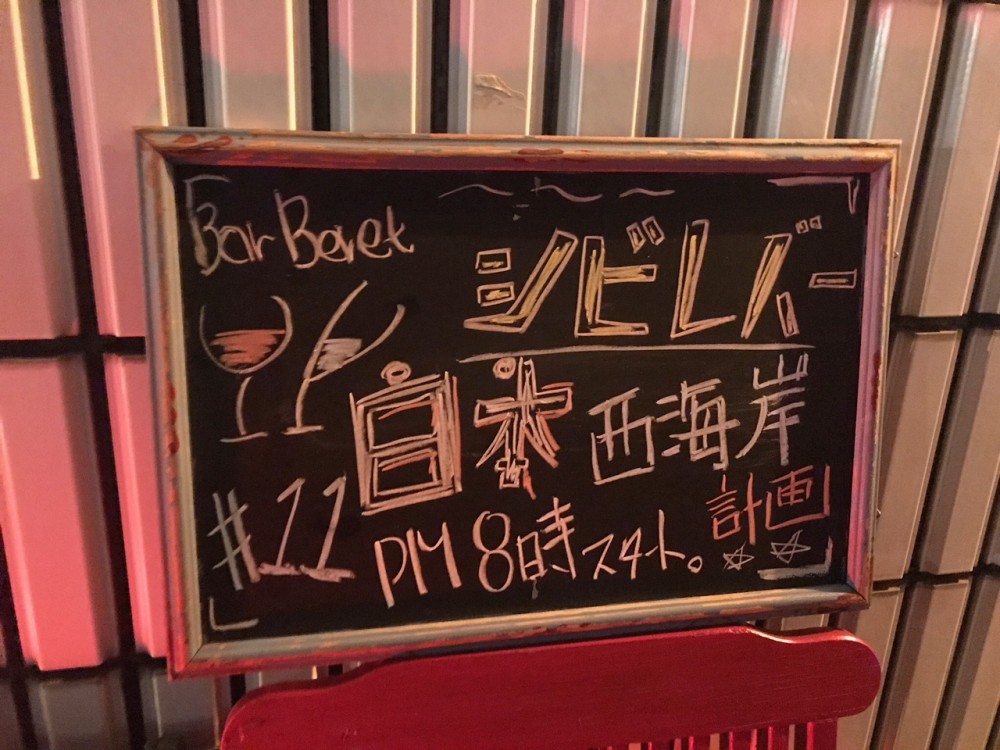 Bar Beret
シビレバー
日本西海岸
計画
#11
PM 8時スタート。